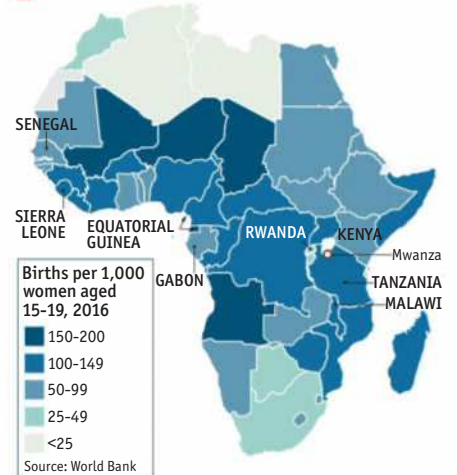 SENEGAL
SIERRA
LEONE
EQUATORIAL
GUINEA
GABON
RWANDA
KENYA
Mwanza
TANZANIA
MALAWI
Births per 1,000
women aged
15-19, 2016
150-200
100-149
50-99
25-49
<25
Source: World Bank